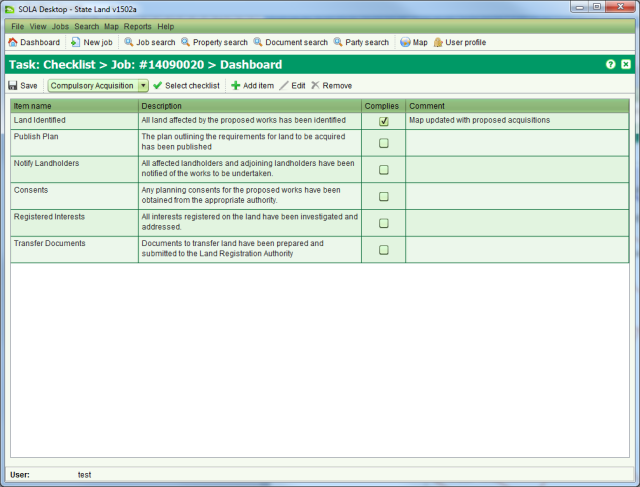 SOLA Desktop - State Land v1502a
File View Jobs Search Map Reports Help
Dashboard New job Job search Property search Document search Party search Map User profile
Task: Checklist > Job: #14090020 > Dashboard
Save Compulsory Acquisition Select checklist Add item Edit Remove
Item name Description Complies Comment
Land Identified All land affected by the proposed works has been identified Map updated with proposed acquisitions
Publish Plan The plan outlining the requirements for land to be acquired
has been published
Notify Landholders All affected landholders and adjoining landholders have been
notified of the works to be undertaken.
Consents Any planning consents for the proposed works have been
obtained from the appropriate authority.
Registered Interests All interests registered on the land have been investigated and
addressed.
Transfer Documents Documents to transfer land have been prepared and
submitted to the Land Registration Authority
User: test